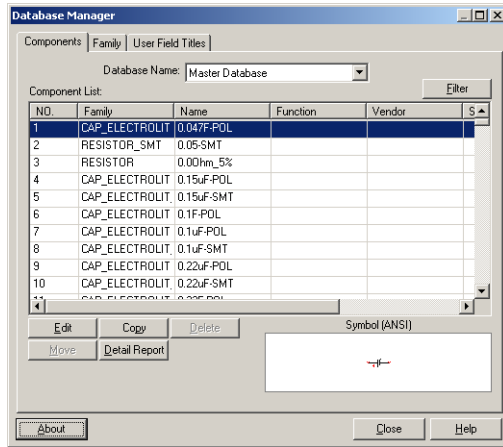 Database Manager
Components Family User Field Titles
Database Name: Master Database
Component List: Filter
NO. Family Name Function Vendor S
1 CAP_ELECTROLIT 0.047F-POL
2 RESISTOR_SMT 0.05-SMT
3 RESISTOR 0.0Ohm_5%
4 CAP_ELECTROLIT 0.15uF-POL
5 CAP_ELECTROLIT_ 0.15uF-SMT
6 CAP_ELECTROLIT 0.1F-POL
7 CAP_ELECTROLIT 0.1uF-POL
8 CAP_ELECTROLIT_ 0.1uF-SMT
9 CAP_ELECTROLIT 0.22uF-POL
10 CAP_ELECTROLIT_ 0.22uF-SMT
Edit Copy Delete Symbol (ANSI)
Move Detail Report
About Close Help